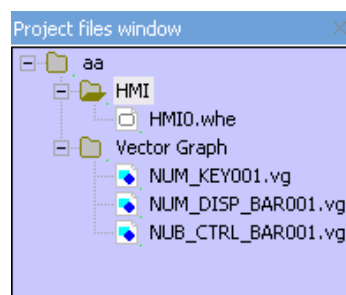 Project files window
aa
HMI
HMI0.whe
Vector Graph
NUM_KEY001.vg
NUM_DISP_BAR001.vg
NUB_CTRL_BAR001.vg